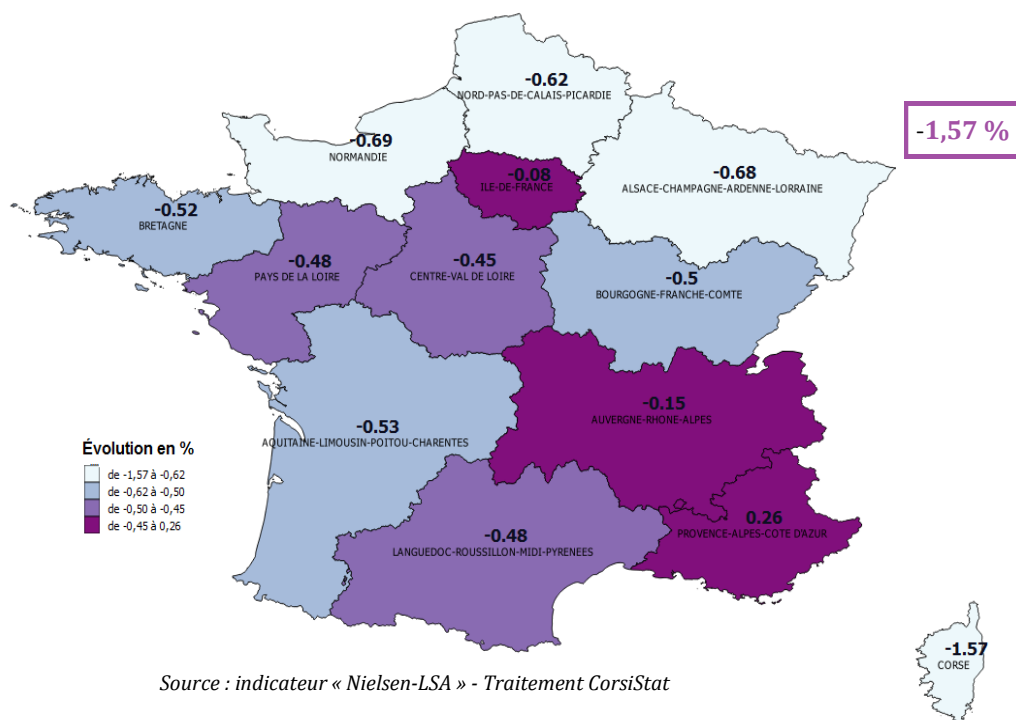 -0.62
NORD-PAS-DE-CALAIS-PICARDIE
-1,57 %
-0.69
NORMANDIE
-0.08
ILE-DE-FRANCE
-0.68
ALSACE-CHAMPAGNE-ARDENNE-LORRAINE
-0.52
BRETAGNE
-0.48
PAYS DE LA LOIRE
-0.45
CENTRE-VAL DE LOIRE
-0.5
BOURGOGNE-FRANCHE-COMTE
-0.15
AUVERGNE-RHONE-ALPES
-0.53
AQUITAINE-LIMOUSIN-POITOU-CHARENTES
Évolution en %
de -1,57 à -0,62
de -0,62 à -0,50
de -0,50 à -0,45
de -0,45 à 0,26
-0.48
LANGUEDOC-ROUSSILLON-MIDI-PYRENEES
0.26
PROVENCE-ALPES-COTE D'AZUR
-1.57
CORSE
Source : indicateur « Nielsen-LSA » - Traitement CorsiStat